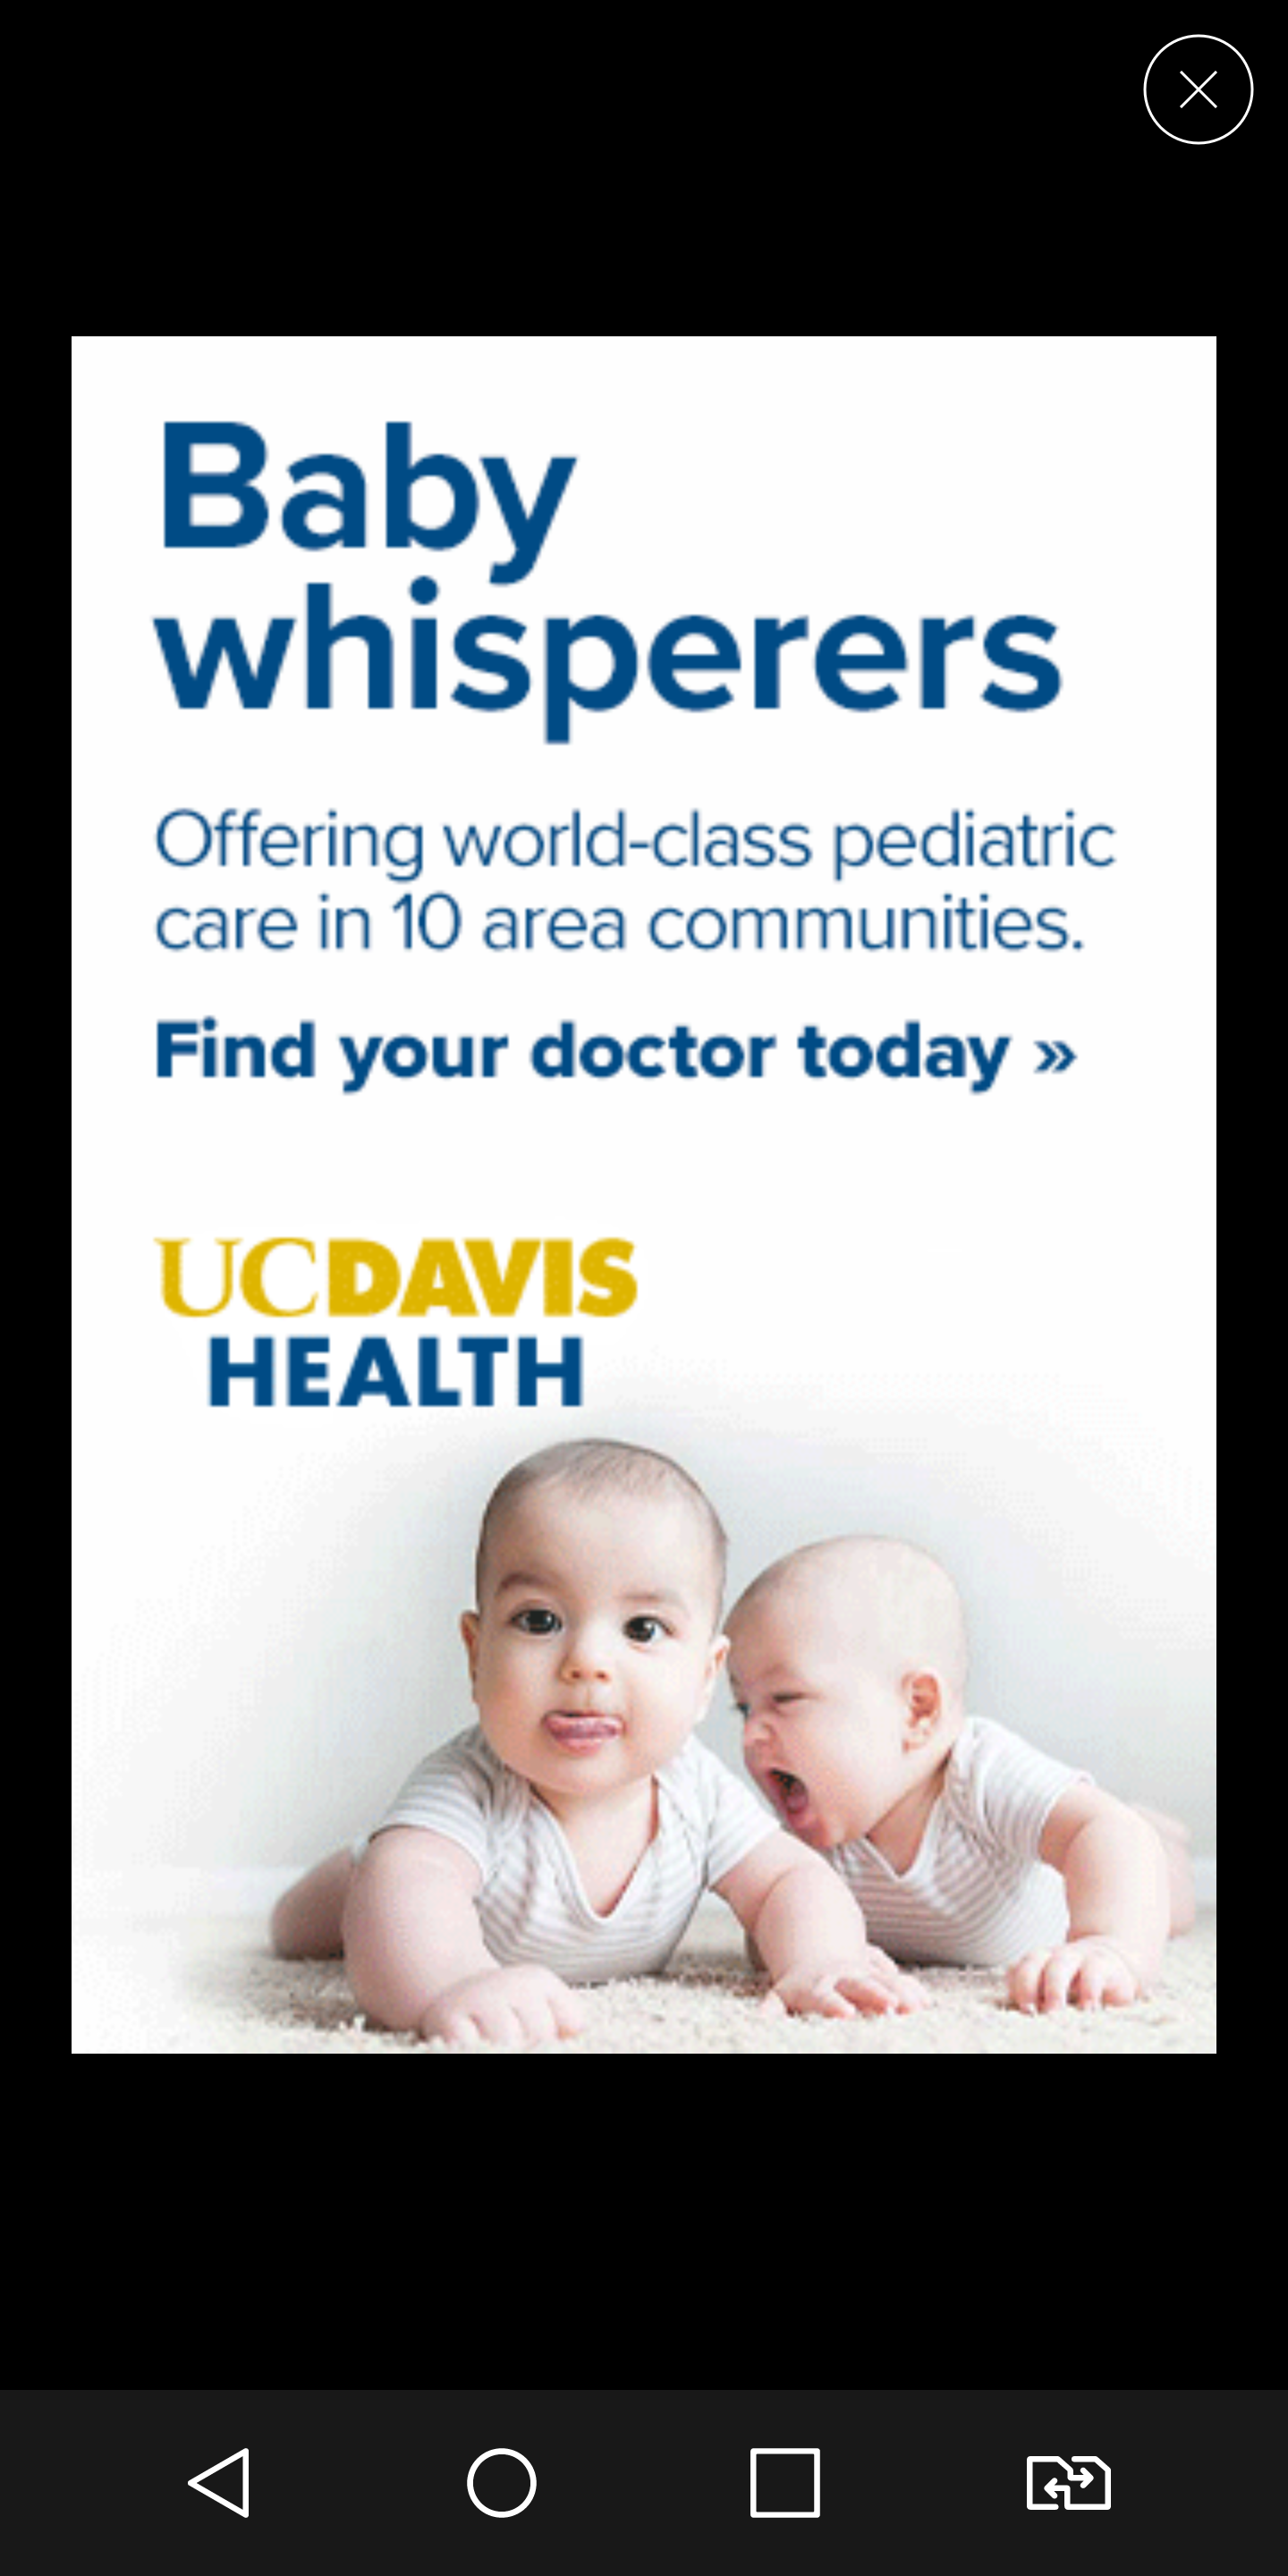 Baby
whisperers
Offering world-class pediatric
care in 10 area communities.
Find your doctor today »
UCDAVIS
HEALTH